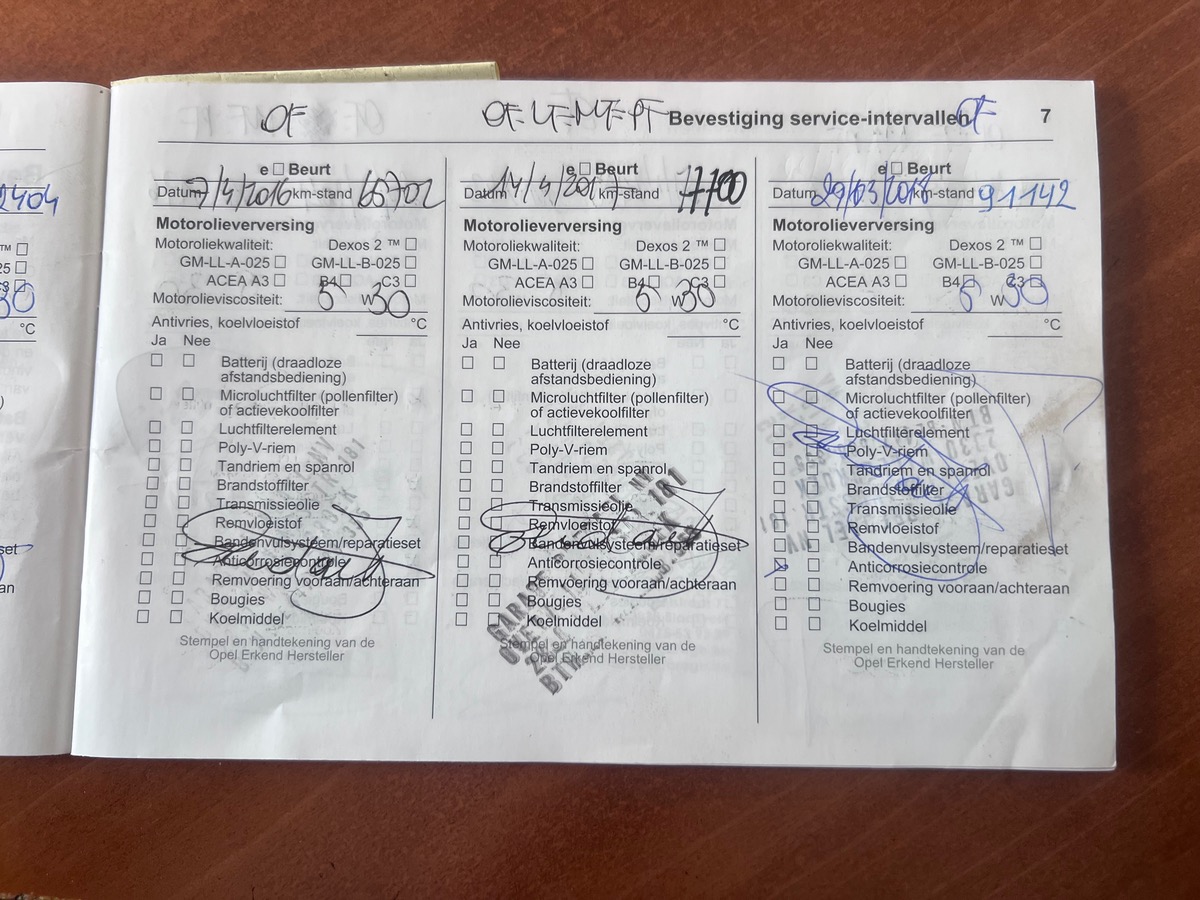 2404
OF
OF LF MF PF
Bevestiging service-intervallen
OF
7
e □ Beurt
Datum 7/4/2016 km-stand 65702
Motorolieverversing
Motoroliekwaliteit: Dexos 2 ™ □
GM-LL-A-025 □ GM-LL-B-025 □
ACEA A3 □ B4 □ C3 □
Motorolieviscositeit: 5 W 30
Antivries, koelvloeistof °C
Ja Nee
□ □ Batterij (draadloze
afstandsbediening)
□ □ Microluchtfilter (pollenfilter)
of actievekoolfilter
□ □ Luchtfilterelement
□ □ Poly-V-riem
□ □ Tandriem en spanrol
□ □ Brandstoffilter
□ □ Transmissieolie
□ □ Remvloeistof
□ □ Bandenvulsysteem/reparatieset
□ □ Anticorrosiecontrole
□ □ Remvoering vooraan/achteraan
□ □ Bougies
□ □ Koelmiddel
Stempel en handtekening van de
Opel Erkend Hersteller
e □ Beurt
Datum 14/4/2017 km-stand 77700
Motorolieverversing
Motoroliekwaliteit: Dexos 2 ™ □
GM-LL-A-025 □ GM-LL-B-025 □
ACEA A3 □ B4 □ C3 □
Motorolieviscositeit: 5 W 30
Antivries, koelvloeistof °C
Ja Nee
□ □ Batterij (draadloze
afstandsbediening)
□ □ Microluchtfilter (pollenfilter)
of actievekoolfilter
□ □ Luchtfilterelement
□ □ Poly-V-riem
□ □ Tandriem en spanrol
□ □ Brandstoffilter
□ □ Transmissieolie
□ □ Remvloeistof
□ □ Bandenvulsysteem/reparatieset
□ □ Anticorrosiecontrole
□ □ Remvoering vooraan/achteraan
□ □ Bougies
□ □ Koelmiddel
Stempel en handtekening van de
Opel Erkend Hersteller
e □ Beurt
Datum 29/03/2018 km-stand 91142
Motorolieverversing
Motoroliekwaliteit: Dexos 2 ™ □
GM-LL-A-025 □ GM-LL-B-025 □
ACEA A3 □ B4 □ C3 □
Motorolieviscositeit: 5 W 30
Antivries, koelvloeistof °C
Ja Nee
□ □ Batterij (draadloze
afstandsbediening)
□ □ Microluchtfilter (pollenfilter)
of actievekoolfilter
□ □ Luchtfilterelement
□ □ Poly-V-riem
□ □ Tandriem en spanrol
□ □ Brandstoffilter
□ □ Transmissieolie
□ □ Remvloeistof
□ □ Bandenvulsysteem/reparatieset
□ □ Anticorrosiecontrole
□ □ Remvoering vooraan/achteraan
□ □ Bougies
□ □ Koelmiddel
Stempel en handtekening van de
Opel Erkend Hersteller